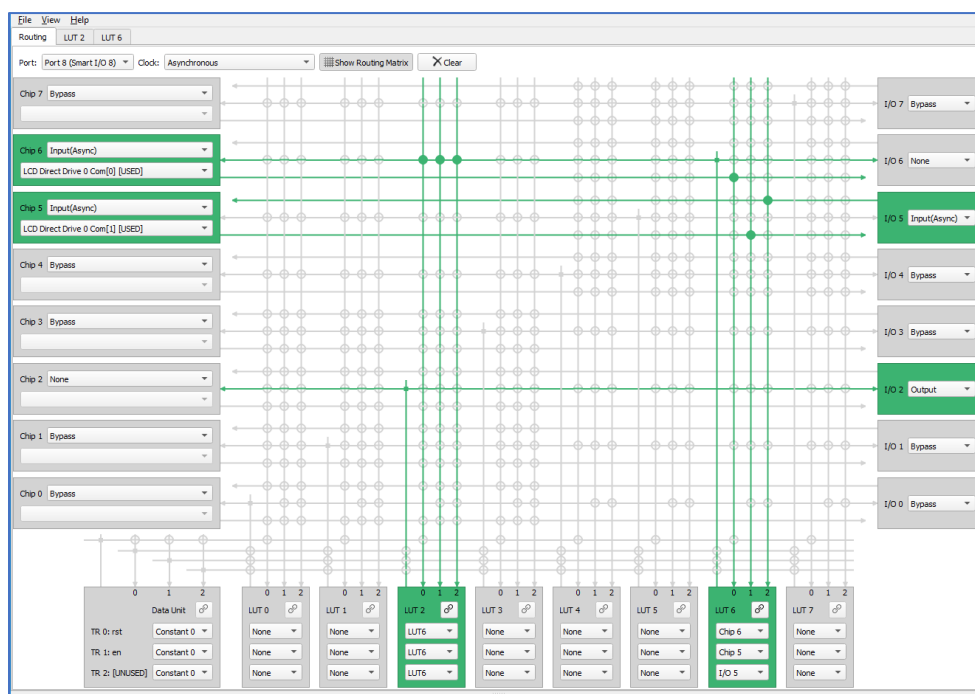 File View Help
Routing LUT 2 LUT 6
Port: Port 8 (Smart I/O 8) Clock: Asynchronous Show Routing Matrix Clear
Chip 7 Bypass
I/O 7 Bypass
Chip 6 Input(Async)
LCD Direct Drive 0 Com[0] [USED]
I/O 6 None
Chip 5 Input(Async)
LCD Direct Drive 0 Com[1] [USED]
I/O 5 Input(Async)
Chip 4 Bypass
I/O 4 Bypass
Chip 3 Bypass
I/O 3 Bypass
Chip 2 None
I/O 2 Output
Chip 1 Bypass
I/O 1 Bypass
Chip 0 Bypass
I/O 0 Bypass
0 1 2 0 1 2 0 1 2 0 1 2 0 1 2 0 1 2 0 1 2 0 1 2 0 1 2
Data Unit LUT 0 LUT 1 LUT 2 LUT 3 LUT 4 LUT 5 LUT 6 LUT 7
TR 0: rst Constant 0 None None LUT6 None None None Chip 6 None
TR 1: en Constant 0 None None LUT6 None None None Chip 5 None
TR 2: [UNUSED] Constant 0 None None LUT6 None None None I/O 5 None